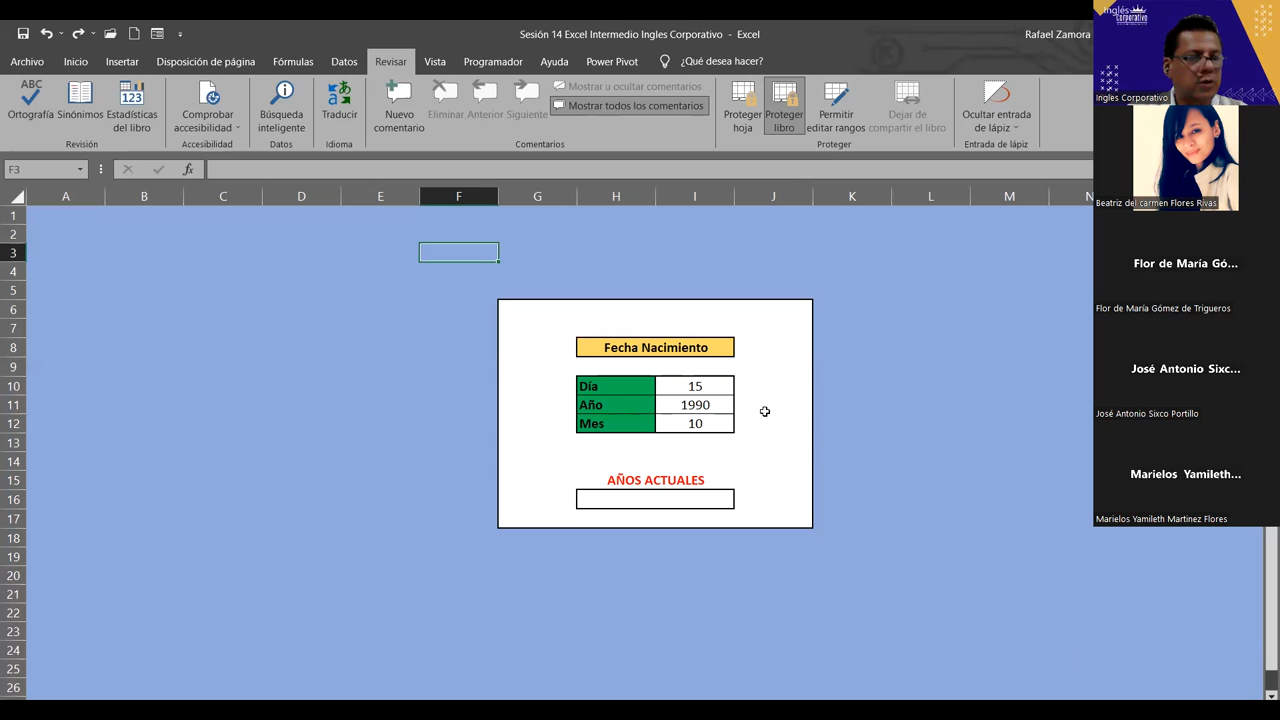 Sesión 14 Excel Intermedio Ingles Corporativo - Excel
Rafael Zamora
Archivo Inicio Insertar Disposición de página Fórmulas Datos Revisar Vista Programador Ayuda Power Pivot ¿Qué desea hacer?
ABC
Ortografía
Sinónimos
123
Estadísticas
del libro
Revisión
Comprobar
accesibilidad
Accesibilidad
Búsqueda
inteligente
Datos
Traducir
Idioma
Nuevo
comentario
Eliminar
Anterior
Siguiente
Mostrar u ocultar comentarios
Mostrar todos los comentarios
Comentarios
Proteger
hoja
Proteger
libro
Permitir
editar rangos
Dejar de
compartir el libro
Proteger
Ocultar entrada
de lápiz
Entrada de lápiz
F3
fx
A B C D E F G H I J K L M N
1
2
3
4
5
6
7
8
9
10
11
12
13
14
15
16
17
18
19
20
21
22
23
24
25
26
Fecha Nacimiento
Día 15
Año 1990
Mes 10
AÑOS ACTUALES
Inglés
Corporativo
Ingles Corporativo
Beatriz del carmen Flores Rivas
Flor de María Gó...
Flor de María Gómez de Trigueros
José Antonio Sixc...
José Antonio Sixco Portillo
Marielos Yamileth...
Marielos Yamileth Martinez Flores